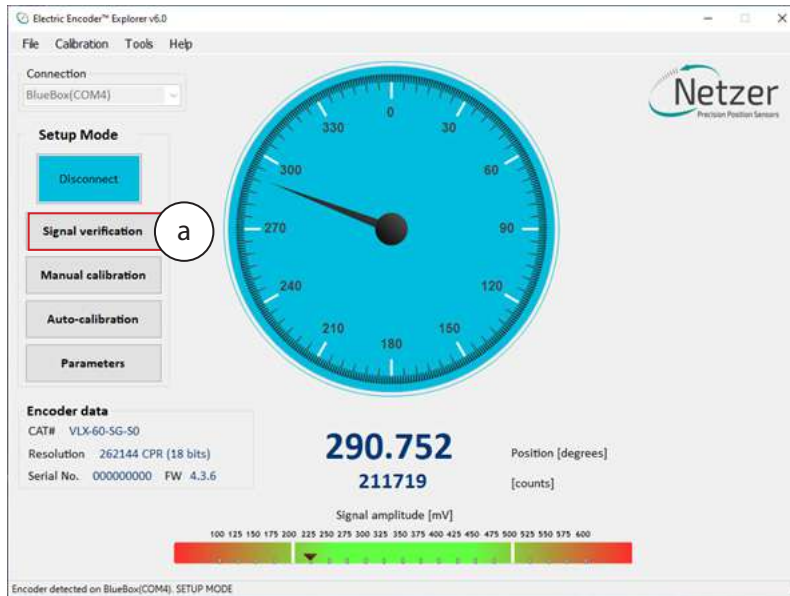 Electric Encoder™ Explorer v6.0
File Calibration Tools Help
Connection
BlueBox(COM4)
Netzer
Precision Position Sensors
Setup Mode
Disconnect
Signal verification
a
Manual calibration
Auto-calibration
Parameters
0
30
60
90
120
150
180
210
240
270
300
330
Encoder data
CAT# VLX-60-SG-S0
Resolution 262144 CPR (18 bits)
Serial No. 000000000 FW 4.3.6
290.752 Position [degrees]
211719 [counts]
Signal amplitude [mV]
100 125 150 175 200 225 250 275 300 325 350 375 400 425 450 475 500 525 550 575 600
Encoder detected on BlueBox(COM4). SETUP MODE